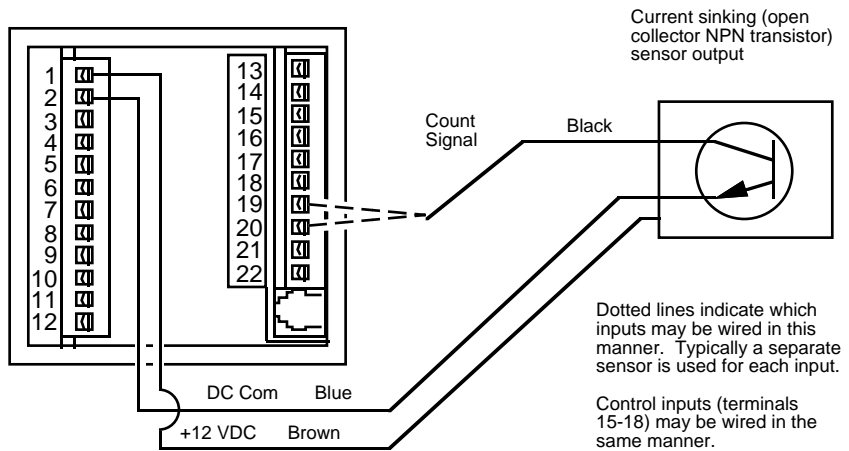 Current sinking (open
collector NPN transistor)
sensor output
1
2
3
4
5
6
7
8
9
10
11
12
13
14
15
16
17
18
19
20
21
22
Count
Signal
Black
Dotted lines indicate which
inputs may be wired in this
manner. Typically a separate
sensor is used for each input.
Control inputs (terminals
15-18) may be wired in the
same manner.
DC Com Blue
+12 VDC Brown